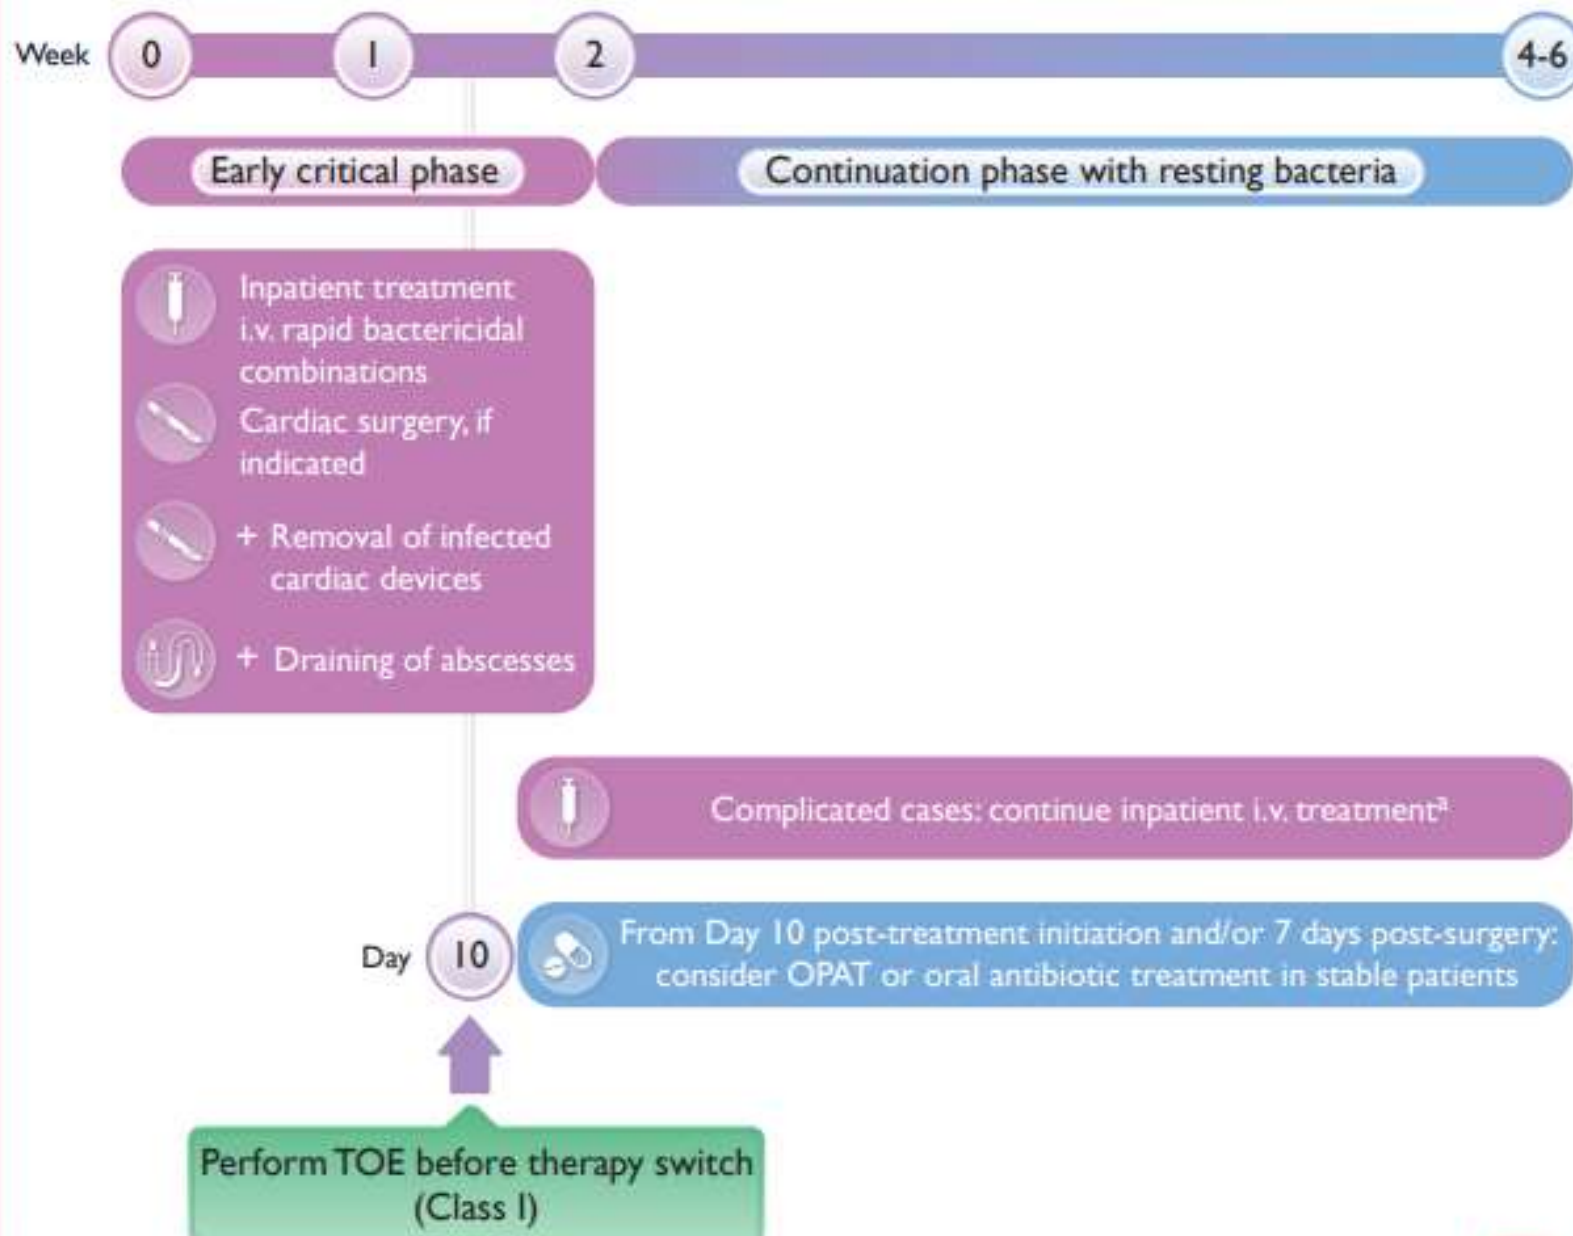 Week 0 1 2 4-6
Early critical phase
Continuation phase with resting bacteria
Inpatient treatment
i.v. rapid bactericidal
combinations
Cardiac surgery, if
indicated
+ Removal of infected
cardiac devices
+ Draining of abscesses
Complicated cases: continue inpatient i.v. treatmentᵃ
Day 10
From Day 10 post-treatment initiation and/or 7 days post-surgery:
consider OPAT or oral antibiotic treatment in stable patients
Perform TOE before therapy switch
(Class I)